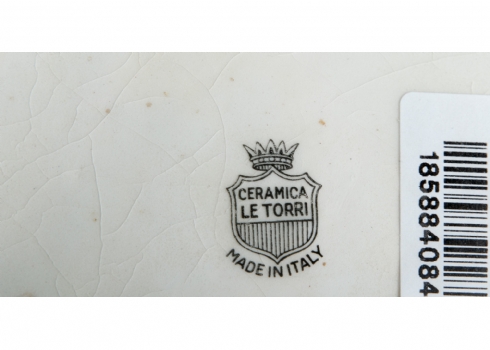 CERAMICA
LE TORRI
MADE IN ITALY
185884084